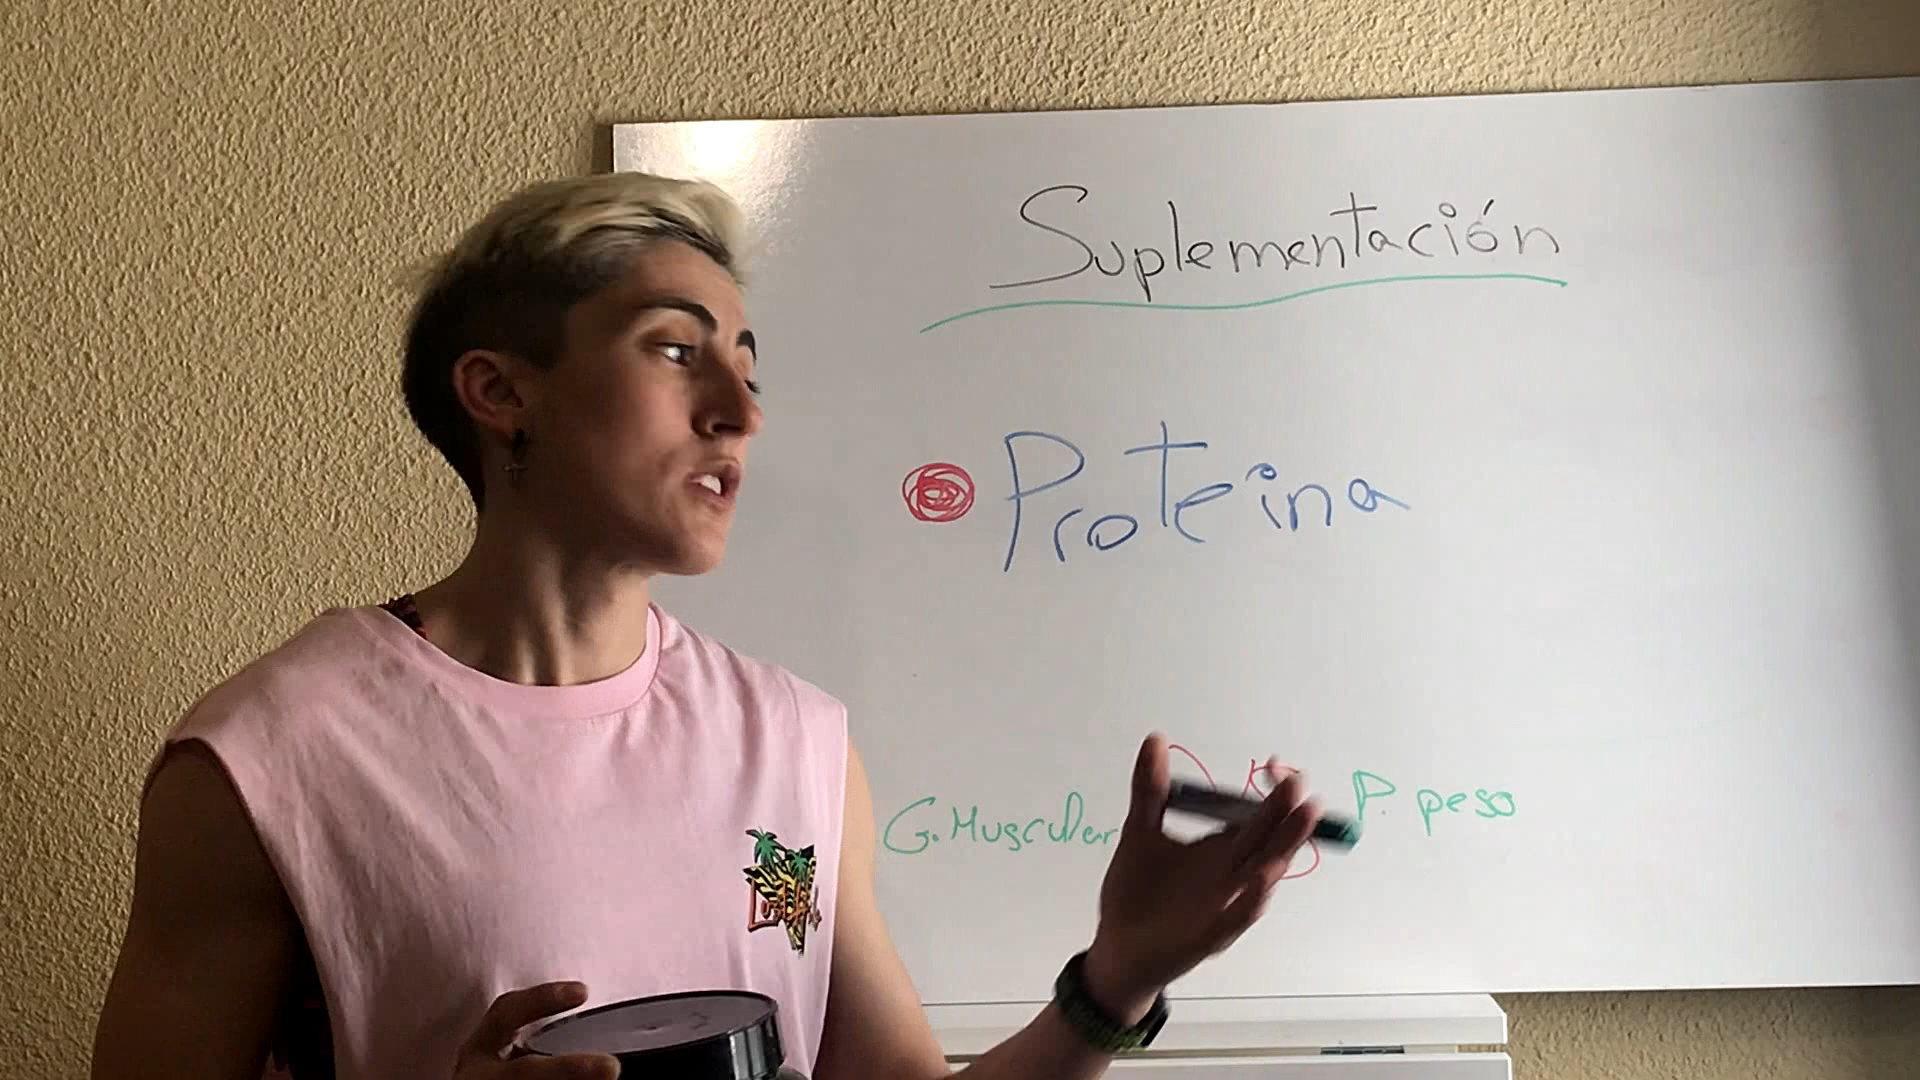 Suplementación
Proteina
G. Muscular
P. peso